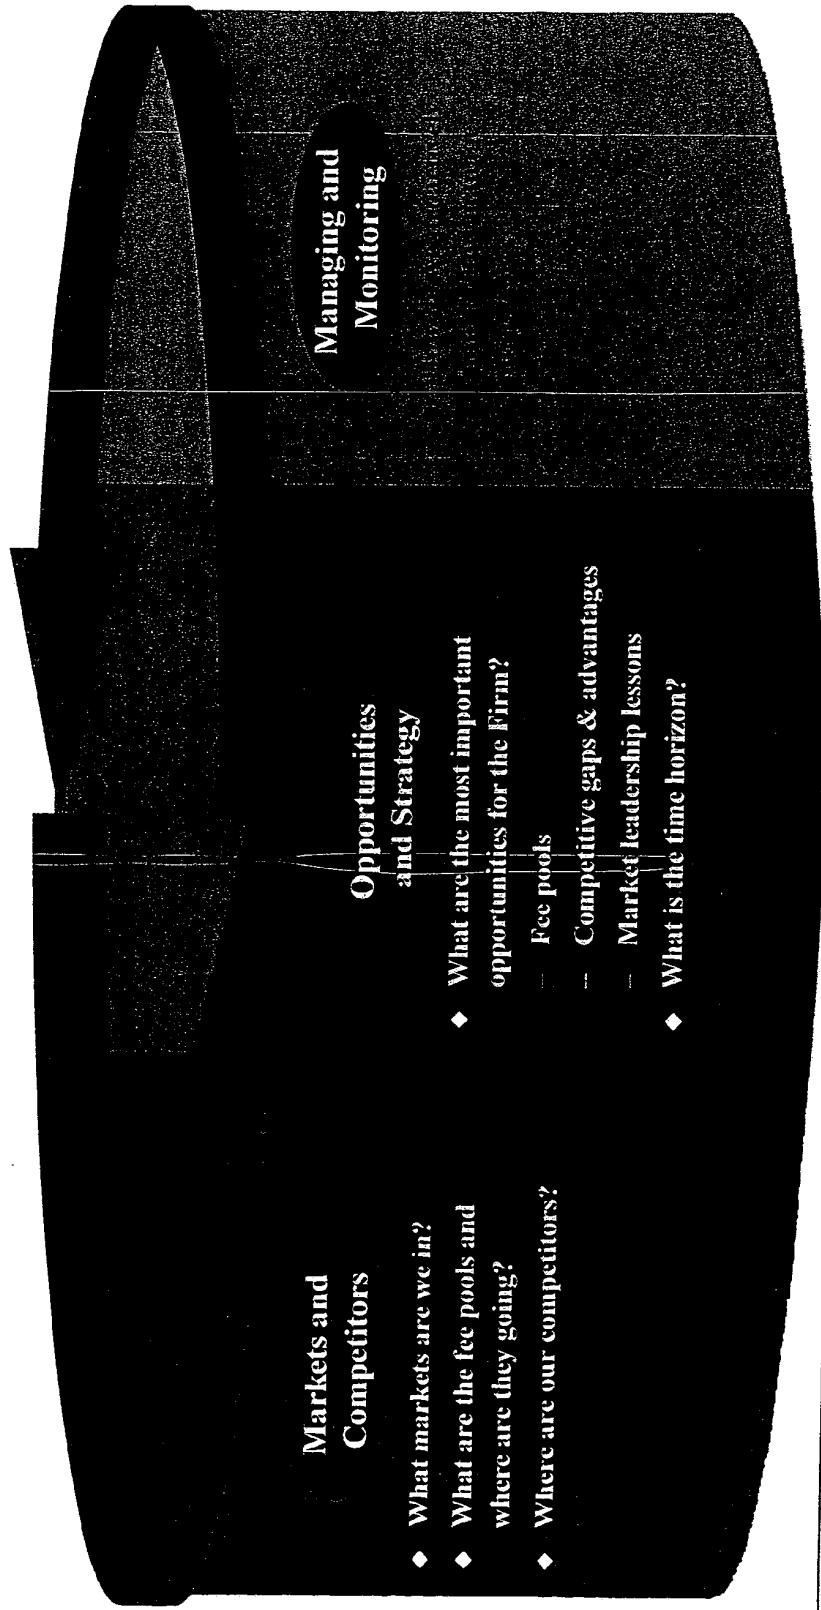 Markets and
Competitors
◆ What markets are we in?
◆ What are the fee pools and
where are they going?
◆ Where are our competitors?
Opportunities
and Strategy
◆ What are the most important
opportunities for the Firm?
– Fee pools
– Competitive gaps & advantages
– Market leadership lessons
◆ What is the time horizon?
Managing and
Monitoring